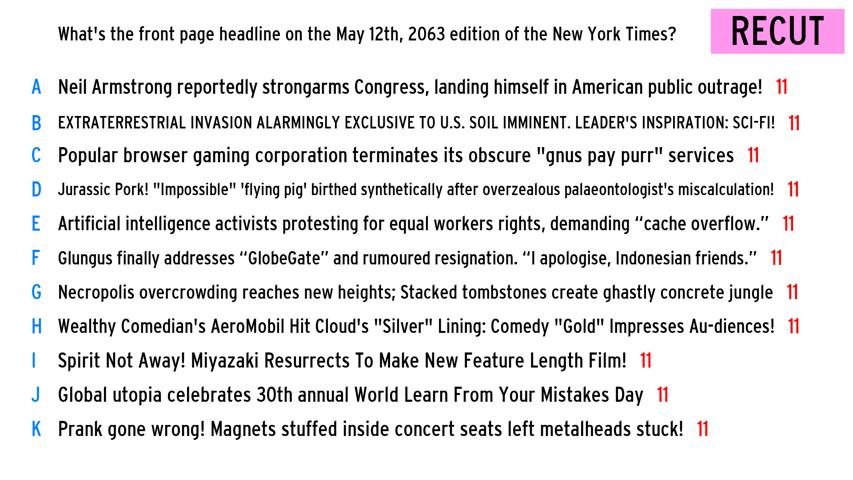 What's the front page headline on the May 12th, 2063 edition of the New York Times?
RECUT
A Neil Armstrong reportedly strongarms Congress, landing himself in American public outrage! 11
B EXTRATERRESTRIAL INVASION ALARMINGLY EXCLUSIVE TO U.S. SOIL IMMINENT. LEADER'S INSPIRATION: SCI-FI! 11
C Popular browser gaming corporation terminates its obscure "gnus pay purr" services 11
D Jurassic Pork! "Impossible" 'flying pig' birthed synthetically after overzealous palaeontologist's miscalculation! 11
E Artificial intelligence activists protesting for equal workers rights, demanding “cache overflow.” 11
F Glungus finally addresses “GlobeGate” and rumoured resignation. “I apologise, Indonesian friends.” 11
G Necropolis overcrowding reaches new heights; Stacked tombstones create ghastly concrete jungle 11
H Wealthy Comedian's AeroMobil Hit Cloud's "Silver" Lining: Comedy "Gold" Impresses Au-diences! 11
I Spirit Not Away! Miyazaki Resurrects To Make New Feature Length Film! 11
J Global utopia celebrates 30th annual World Learn From Your Mistakes Day 11
K Prank gone wrong! Magnets stuffed inside concert seats left metalheads stuck! 11